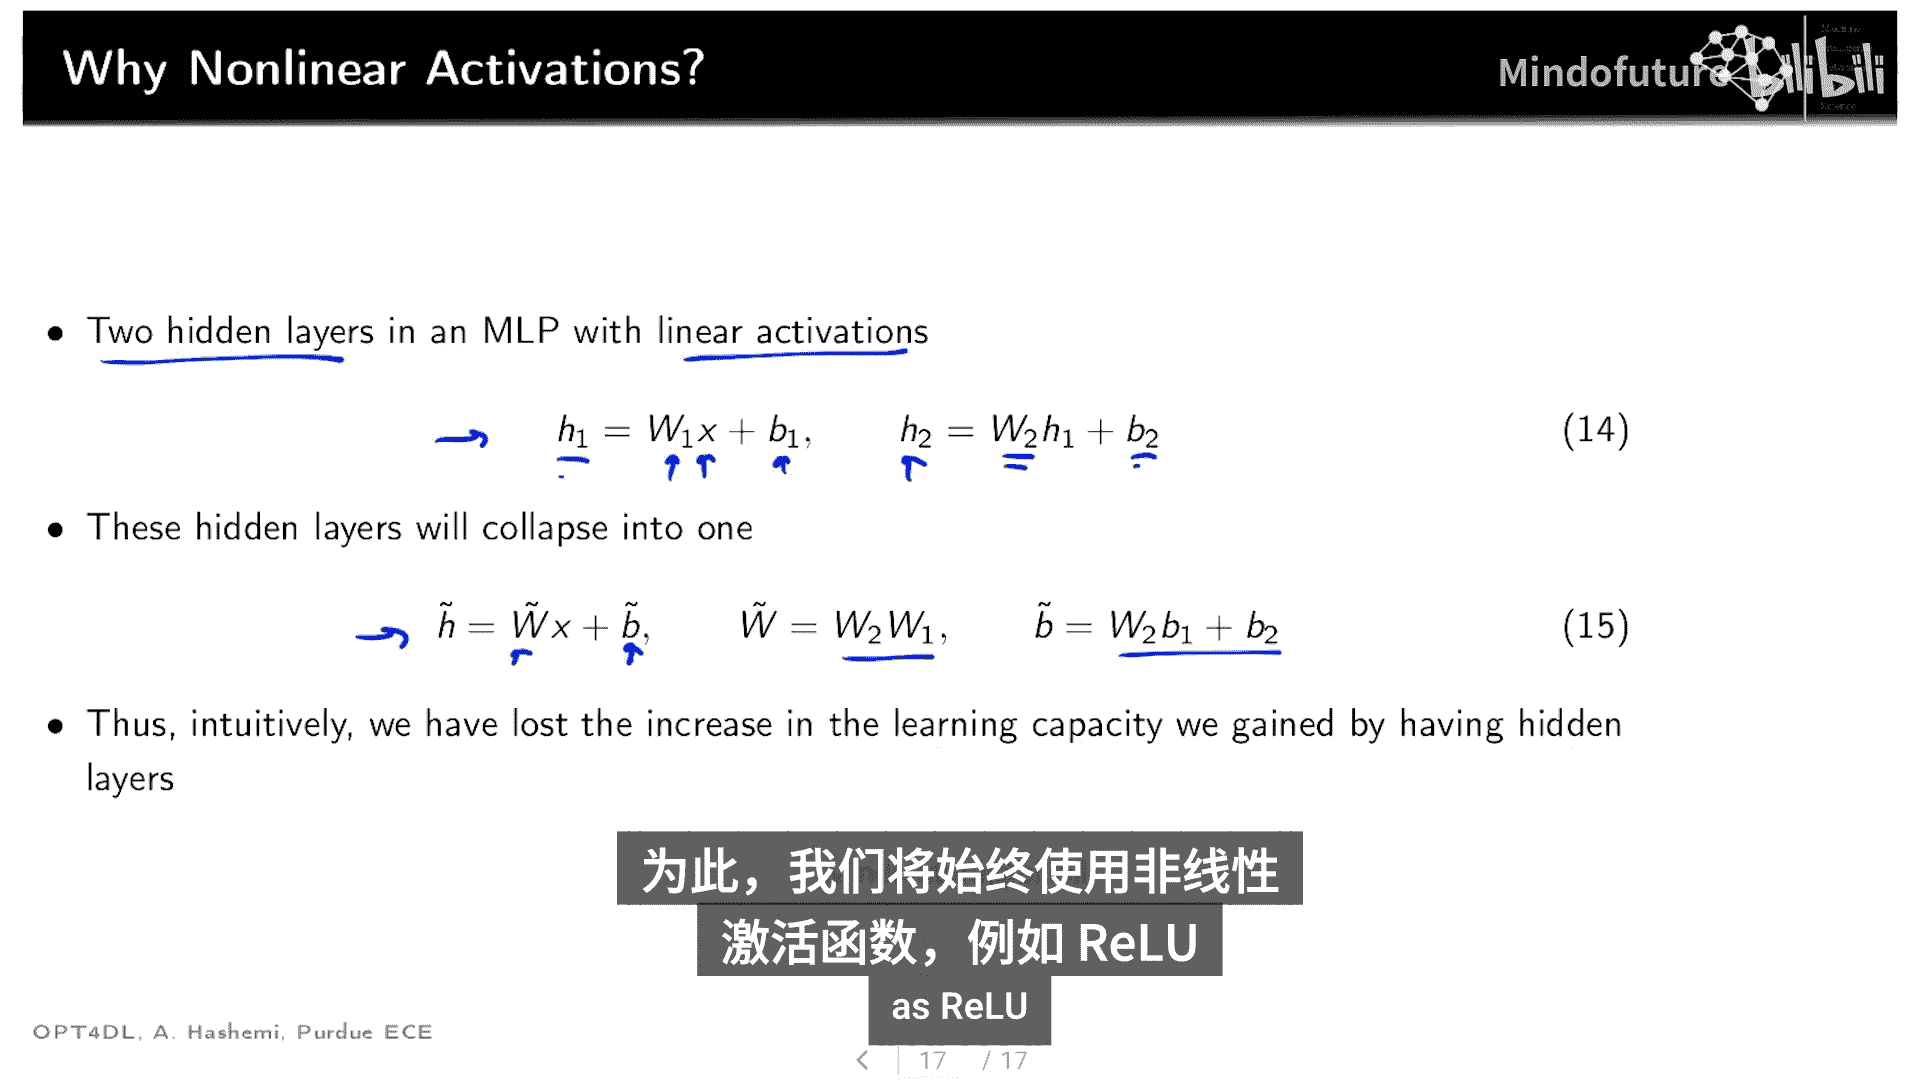 Why Nonlinear Activations?
Mindofuture bilibili
• Two hidden layers in an MLP with linear activations
h₁ = W₁x + b₁, h₂ = W₂h₁ + b₂ (14)
• These hidden layers will collapse into one
h̃ = W̃x + b̃, W̃ = W₂W₁, b̃ = W₂b₁ + b₂ (15)
• Thus, intuitively, we have lost the increase in the learning capacity we gained by having hidden
layers
为此，我们将始终使用非线性
激活函数，例如 ReLU
as ReLU
OPT4DL, A. Hashemi, Purdue ECE
17 / 17